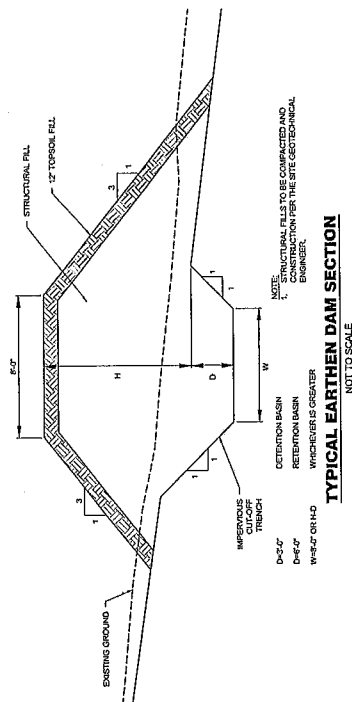 STRUCTURAL FILL
12" TOPSOIL FILL
8'-0"
3
1
3
1
EXISTING GROUND
H
D
W
1
1
1
1
IMPERVIOUS
CUT-OFF
TRENCH
NOTE:
1. STRUCTURAL FILLS TO BE COMPACTED AND
CONSTRUCTION PER THE SITE GEOTECHNICAL
ENGINEER.
D=3'-0" DETENTION BASIN
D=6'-0" RETENTION BASIN
W=8'-0" OR H-D WHICHEVER IS GREATER
TYPICAL EARTHEN DAM SECTION
NOT TO SCALE